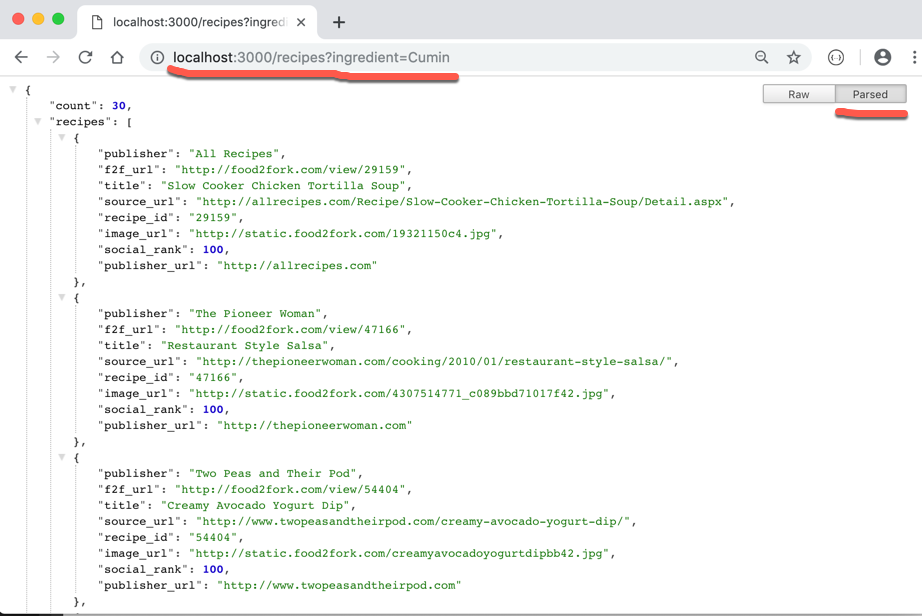 localhost:3000/recipes?ingredi
localhost:3000/recipes?ingredient=Cumin
Raw
Parsed
{
"count": 30,
"recipes": [
{
"publisher": "All Recipes",
"f2f_url": "http://food2fork.com/view/29159",
"title": "Slow Cooker Chicken Tortilla Soup",
"source_url": "http://allrecipes.com/Recipe/Slow-Cooker-Chicken-Tortilla-Soup/Detail.aspx",
"recipe_id": "29159",
"image_url": "http://static.food2fork.com/19321150c4.jpg",
"social_rank": 100,
"publisher_url": "http://allrecipes.com"
},
{
"publisher": "The Pioneer Woman",
"f2f_url": "http://food2fork.com/view/47166",
"title": "Restaurant Style Salsa",
"source_url": "http://thepioneerwoman.com/cooking/2010/01/restaurant-style-salsa/",
"recipe_id": "47166",
"image_url": "http://static.food2fork.com/4307514771_c089bbd71017f42.jpg",
"social_rank": 100,
"publisher_url": "http://thepioneerwoman.com"
},
{
"publisher": "Two Peas and Their Pod",
"f2f_url": "http://food2fork.com/view/54404",
"title": "Creamy Avocado Yogurt Dip",
"source_url": "http://www.twopeasandtheirpod.com/creamy-avocado-yogurt-dip/",
"recipe_id": "54404",
"image_url": "http://static.food2fork.com/creamyavocadoyogurtdipbb42.jpg",
"social_rank": 100,
"publisher_url": "http://www.twopeasandtheirpod.com"
},